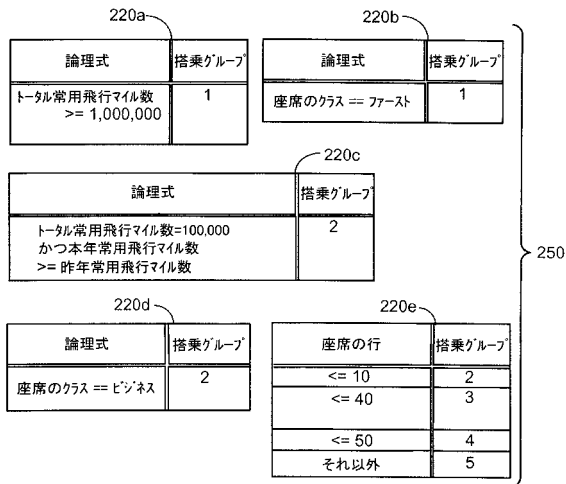 220a
論理式 搭乗グループ
トータル常用飛行マイル数
>= 1,000,000
1
220b
論理式 搭乗グループ
座席のクラス == ファースト 1
220c
論理式 搭乗グループ
トータル常用飛行マイル数=100,000
かつ本年常用飛行マイル数
>= 昨年常用飛行マイル数
2
250
220d
論理式 搭乗グループ
座席のクラス == ビジネス 2
220e
座席の行 搭乗グループ
<= 10 2
<= 40 3
<= 50 4
それ以外 5